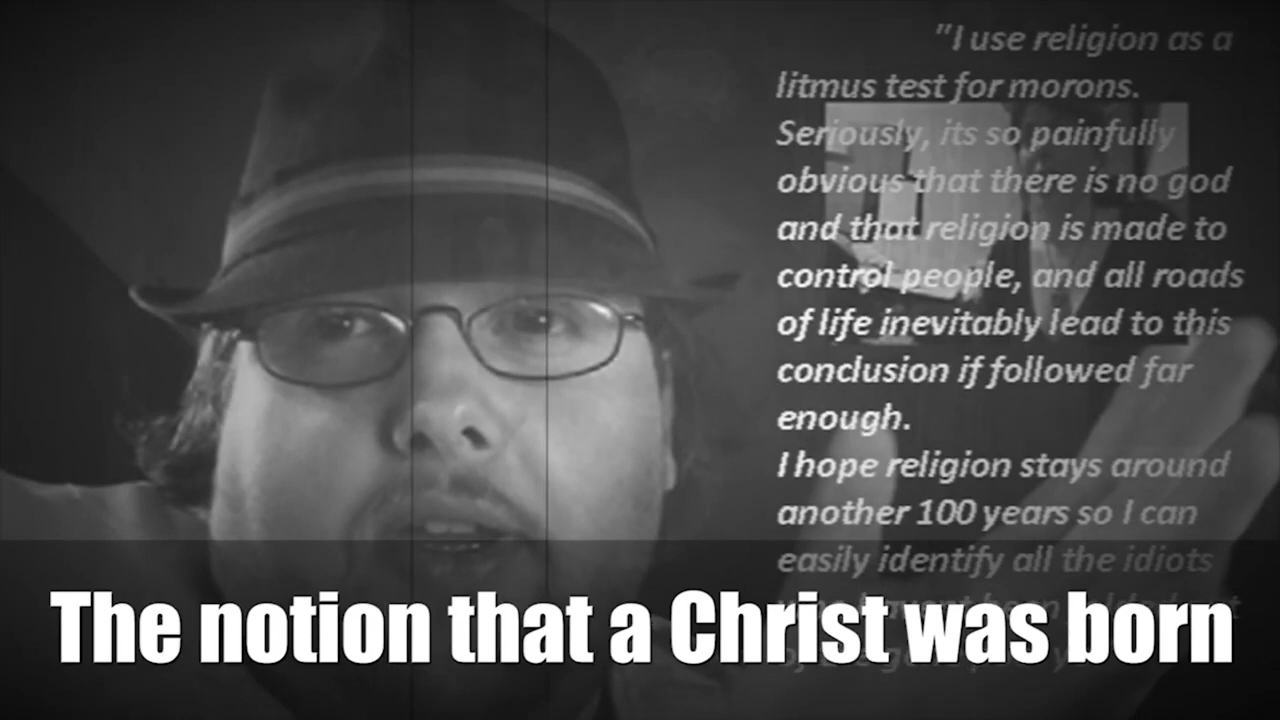 "I use religion as a
litmus test for morons.
Seriously, its so painfully
obvious that there is no god
and that religion is made to
control people, and all roads
of life inevitably lead to this
conclusion if followed far
enough.
I hope religion stays around
another 100 years so I can
easily identify all the idiots
The notion that a Christ was born